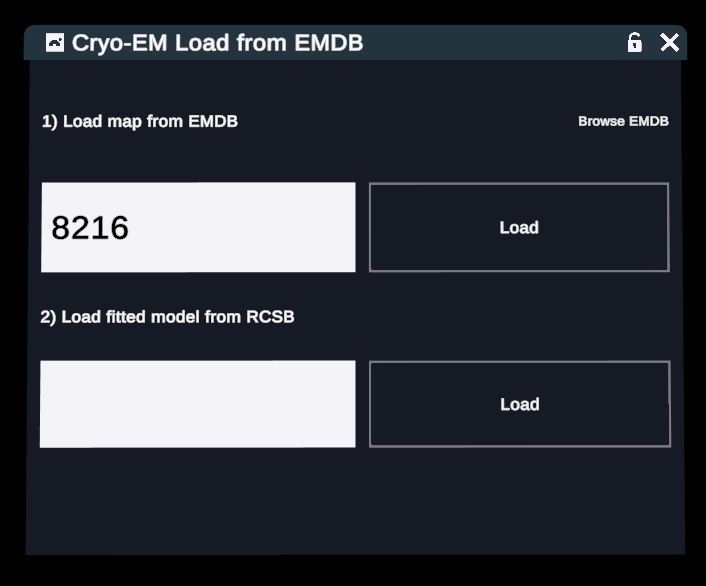 Cryo-EM Load from EMDB
1) Load map from EMDB
Browse EMDB
8216
Load
2) Load fitted model from RCSB
Load